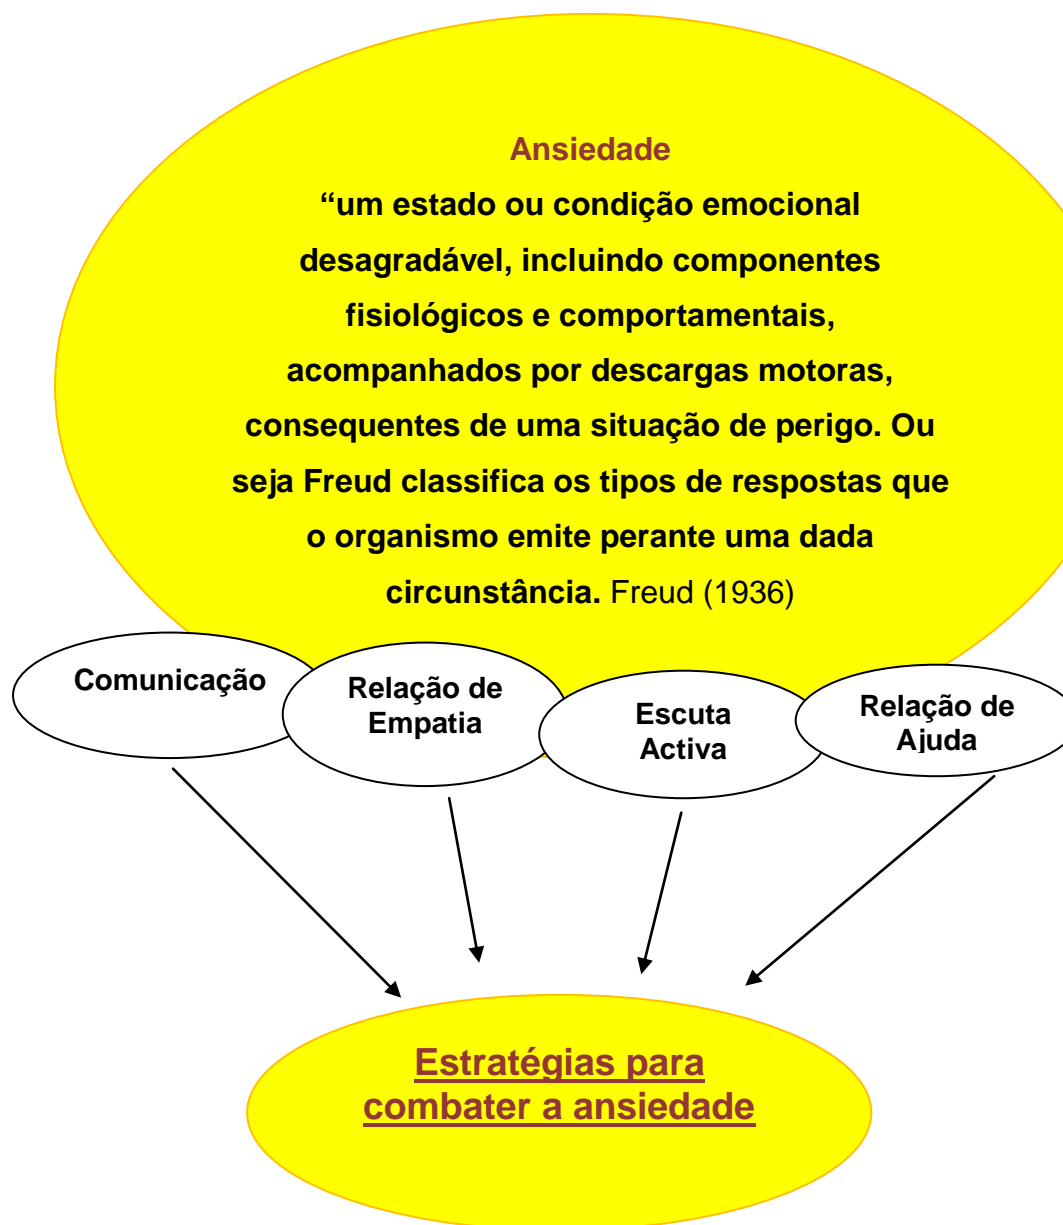 Ansiedade
“um estado ou condição emocional
desagradável, incluindo componentes
fisiológicos e comportamentais,
acompanhados por descargas motoras,
consequentes de uma situação de perigo. Ou
seja Freud classifica os tipos de respostas que
o organismo emite perante uma dada
circunstância. Freud (1936)
Comunicação
Relação de
Empatia
Escuta
Activa
Relação de
Ajuda
Estratégias para
combater a ansiedade